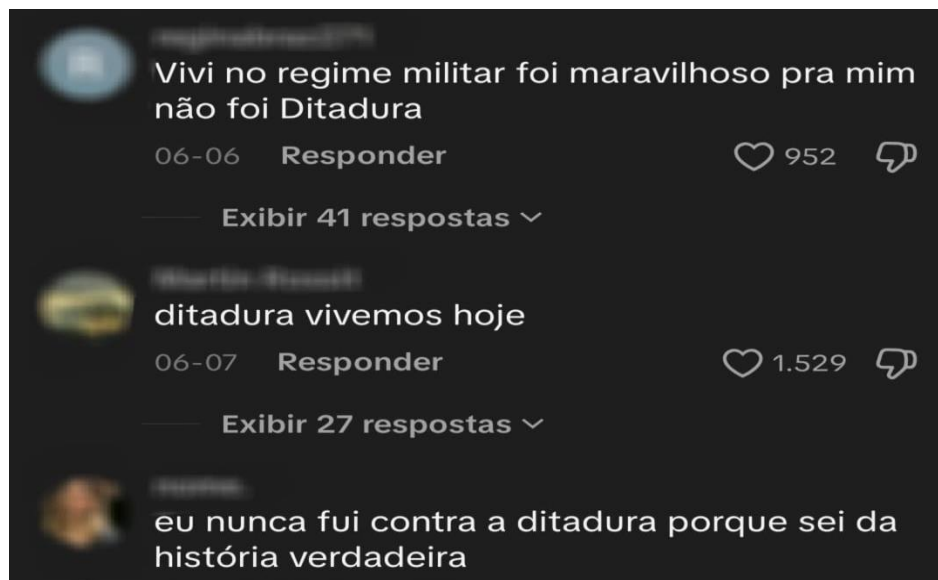 Vivi no regime militar foi maravilhoso pra mim
não foi Ditadura
06-06 Responder 952
Exibir 41 respostas
ditadura vivemos hoje
06-07 Responder 1.529
Exibir 27 respostas
eu nunca fui contra a ditadura porque sei da
história verdadeira